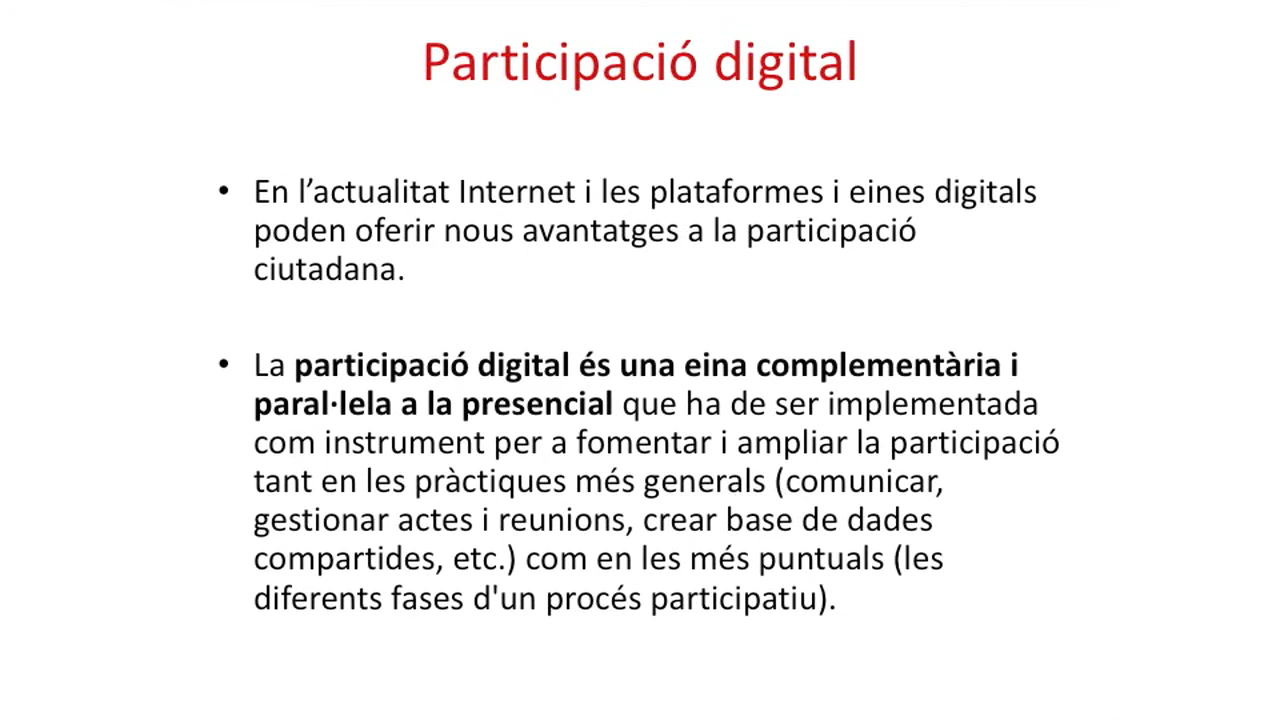 Participació digital
• En l’actualitat Internet i les plataformes i eines digitals
poden oferir nous avantatges a la participació
ciutadana.
• La participació digital és una eina complementària i
paral·lela a la presencial que ha de ser implementada
com instrument per a fomentar i ampliar la participació
tant en les pràctiques més generals (comunicar,
gestionar actes i reunions, crear base de dades
compartides, etc.) com en les més puntuals (les
diferents fases d'un procés participatiu).